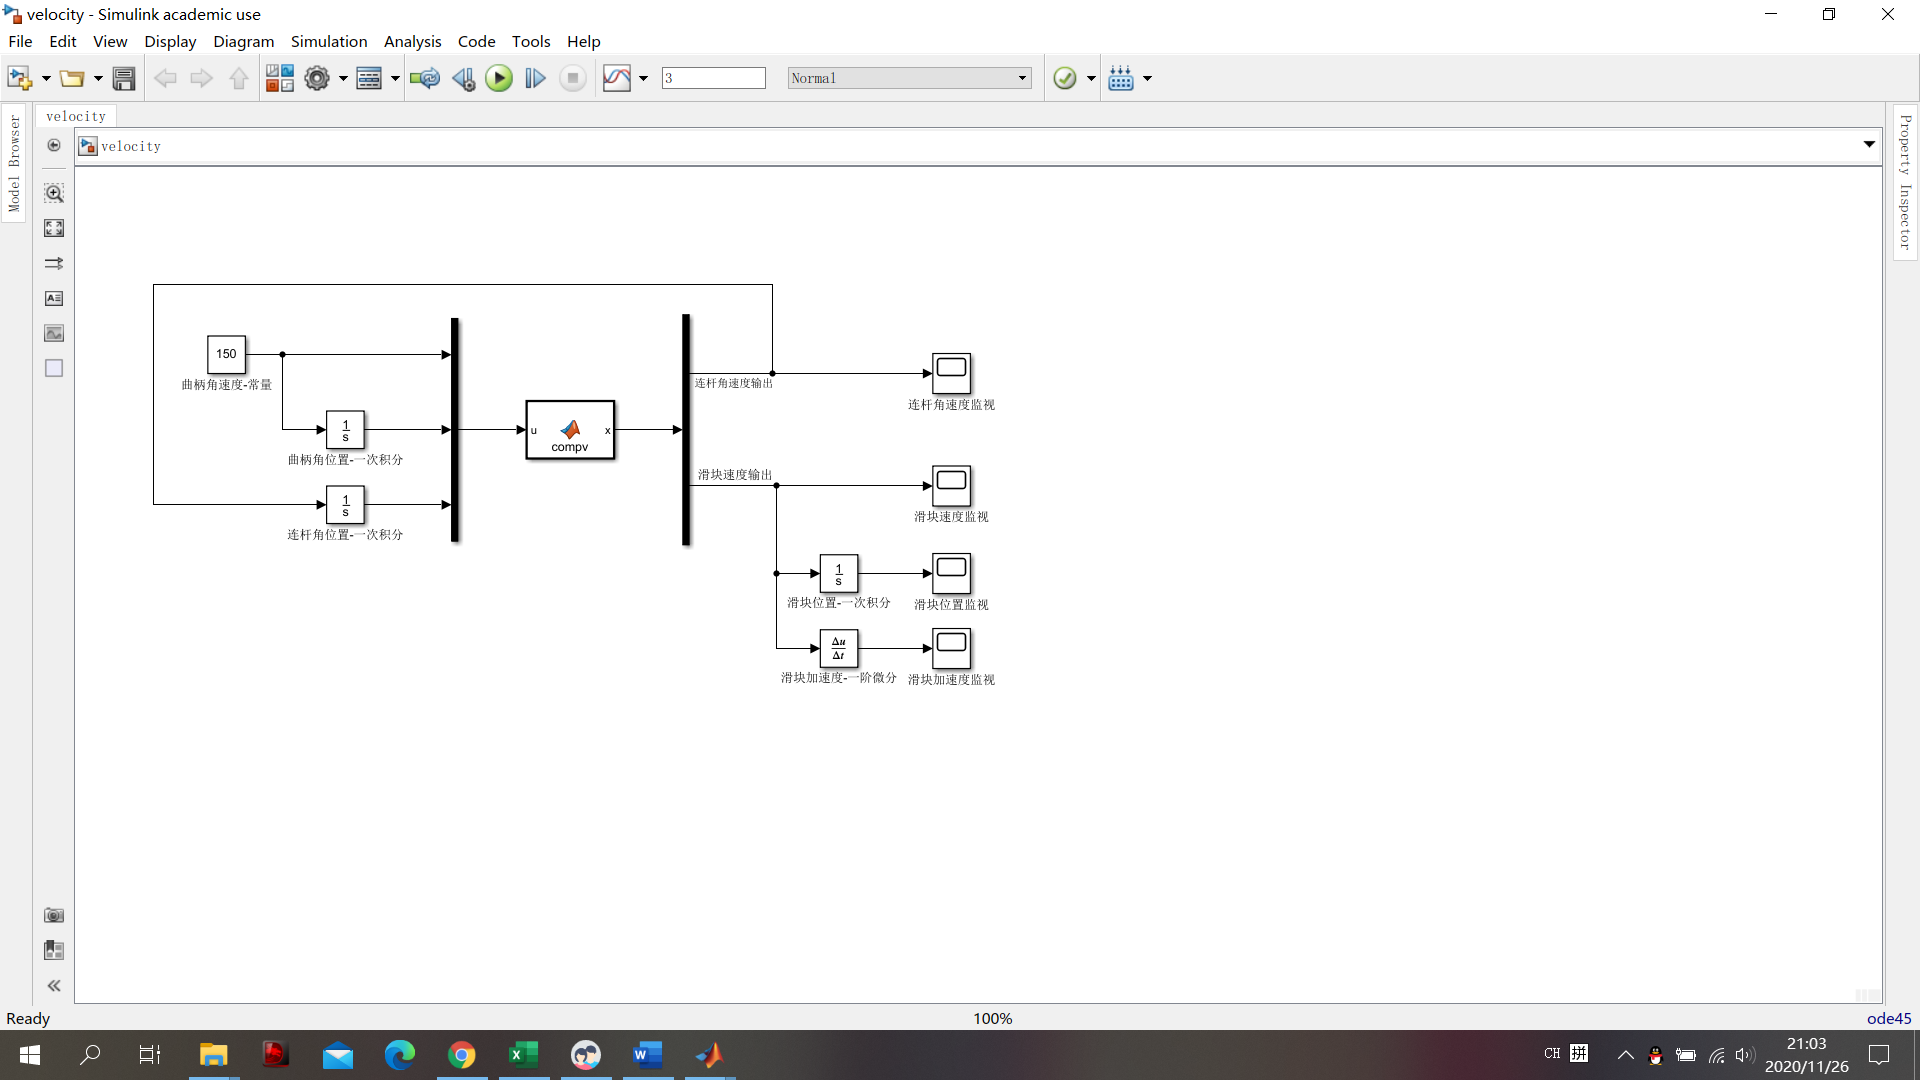 velocity - Simulink academic use
File Edit View Display Diagram Simulation Analysis Code Tools Help
3
Normal
velocity
velocity
Model Browser
Property Inspector
150
曲柄角速度-常量
1
s
曲柄角位置-一次积分
1
s
连杆角位置-一次积分
u
x
compv
连杆角速度输出
连杆角速度监视
滑块速度输出
滑块速度监视
1
s
滑块位置-一次积分
滑块位置监视
Δu
Δt
滑块加速度-一阶微分
滑块加速度监视
Ready
100%
ode45
CH 拼
21:03
2020/11/26